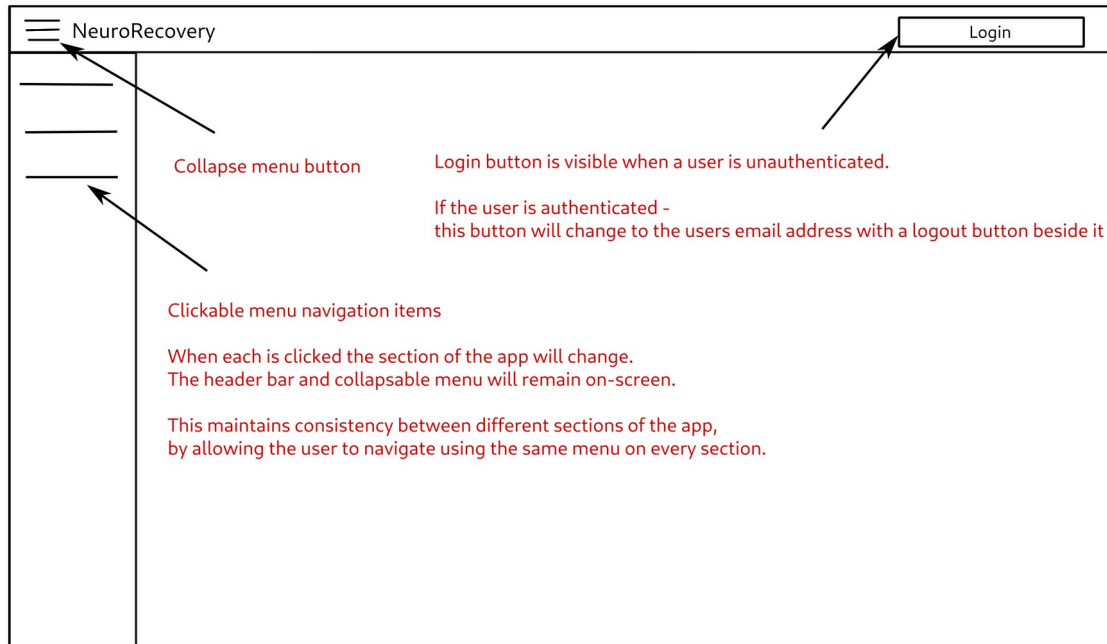 NeuroRecovery
Login
Collapse menu button
Login button is visible when a user is unauthenticated.
If the user is authenticated -
this button will change to the users email address with a logout button beside it
Clickable menu navigation items
When each is clicked the section of the app will change.
The header bar and collapsable menu will remain on-screen.
This maintains consistency between different sections of the app,
by allowing the user to navigate using the same menu on every section.